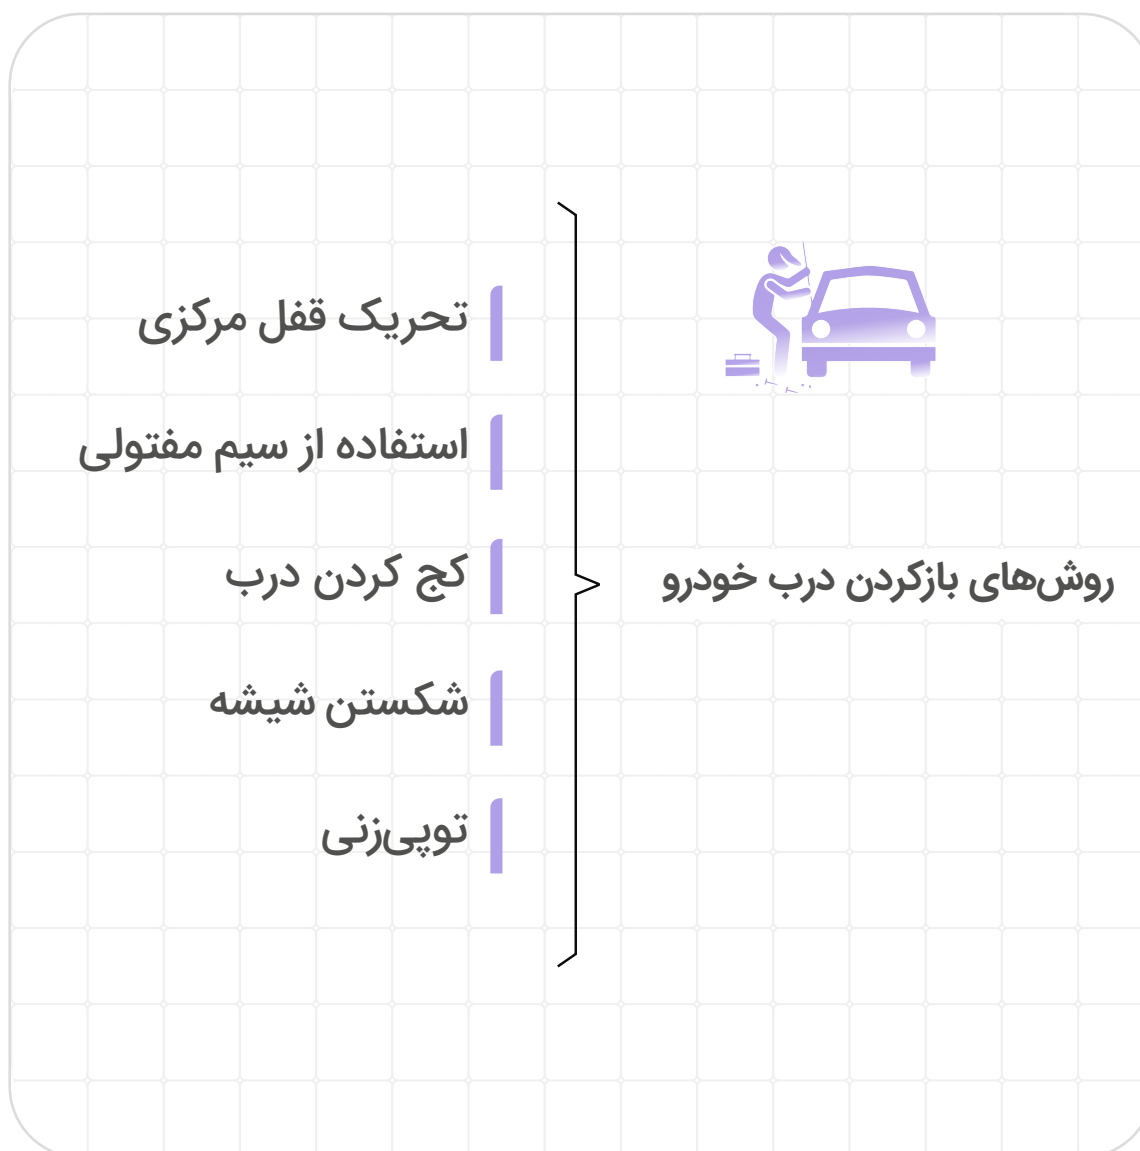 روش‌های بازکردن درب خودرو
تحریک قفل مرکزی
استفاده از سیم مفتولی
کج کردن درب
شکستن شیشه
توپی‌زنی